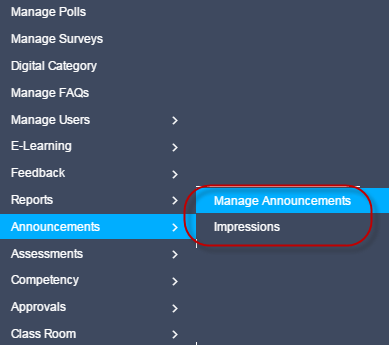 Manage Polls
Manage Surveys
Digital Category
Manage FAQs
Manage Users
E-Learning
Feedback
Reports
Manage Announcements
Announcements
Impressions
Assessments
Competency
Approvals
Class Room